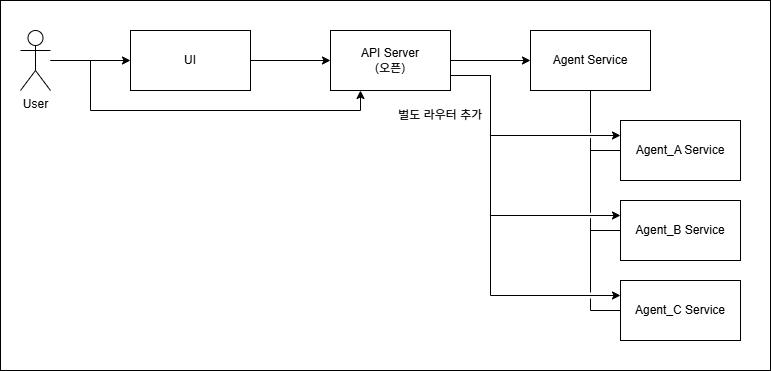 User
UI
API Server
(오픈)
Agent Service
별도 라우터 추가
Agent_A Service
Agent_B Service
Agent_C Service